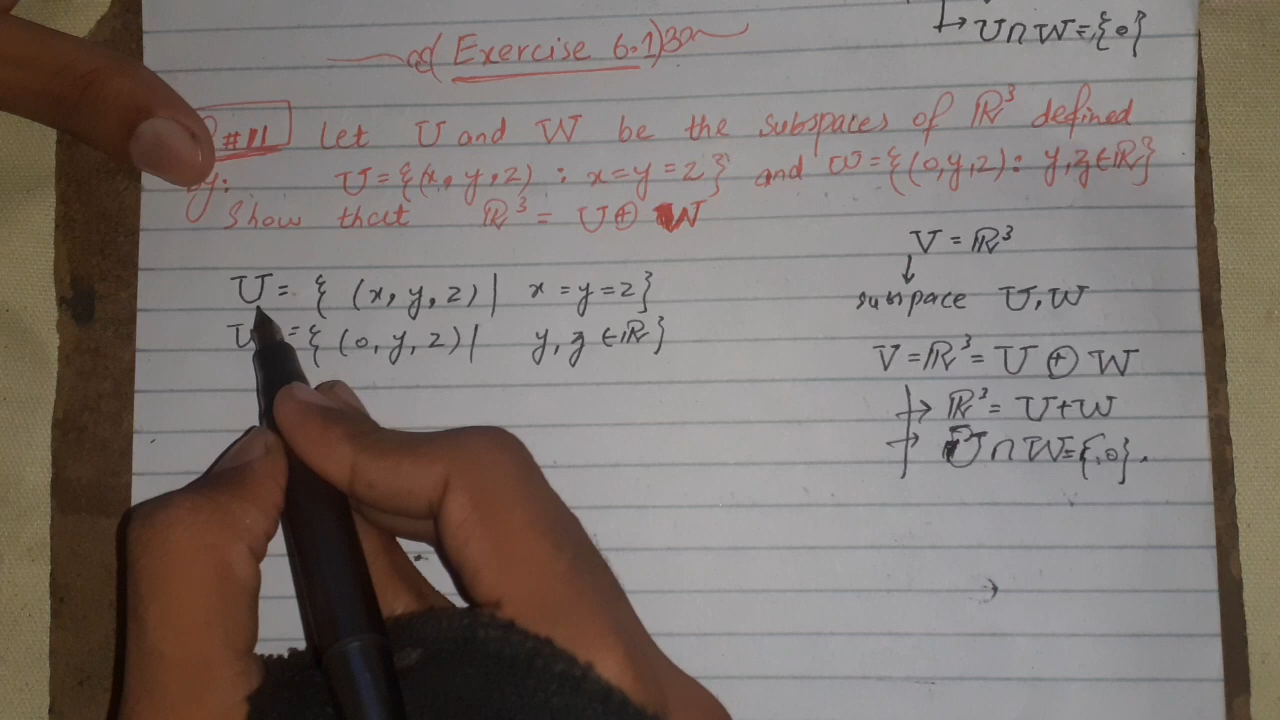 ↳ U∩W={0}
Exercise 6.1
#11 Let U and W be the subspaces of ℝ³ defined
by: U={(x,y,z) : x=y=z} and W={(0,y,z): y,z∈ℝ}
Show that ℝ³ = U⊕W
V=ℝ³
↓
subspace U,W
U = { (x, y, z) | x=y=z}
={ (0, y, z) | y, z ∈ℝ}
V=ℝ³= U⊕W
→ ℝ³= U+W
→ U∩W={0}.